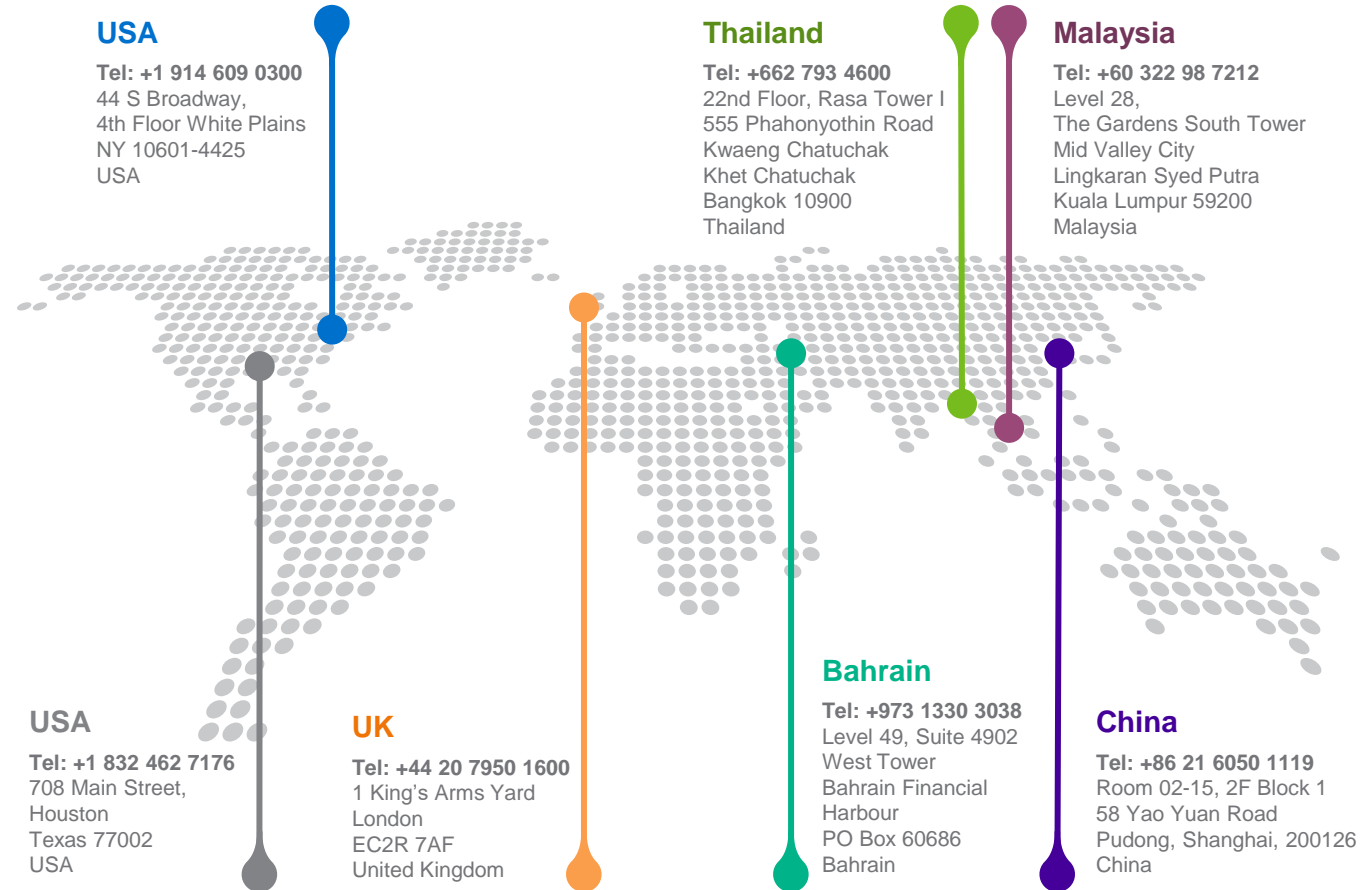 USA
Tel: +1 914 609 0300
44 S Broadway,
4th Floor White Plains
NY 10601-4425
USA
Thailand
Tel: +662 793 4600
22nd Floor, Rasa Tower I
555 Phahonyothin Road
Kwaeng Chatuchak
Khet Chatuchak
Bangkok 10900
Thailand
Malaysia
Tel: +60 322 98 7212
Level 28,
The Gardens South Tower
Mid Valley City
Lingkaran Syed Putra
Kuala Lumpur 59200
Malaysia
USA
Tel: +1 832 462 7176
708 Main Street,
Houston
Texas 77002
USA
UK
Tel: +44 20 7950 1600
1 King’s Arms Yard
London
EC2R 7AF
United Kingdom
Bahrain
Tel: +973 1330 3038
Level 49, Suite 4902
West Tower
Bahrain Financial
Harbour
PO Box 60686
Bahrain
China
Tel: +86 21 6050 1119
Room 02-15, 2F Block 1
58 Yao Yuan Road
Pudong, Shanghai, 200126
China